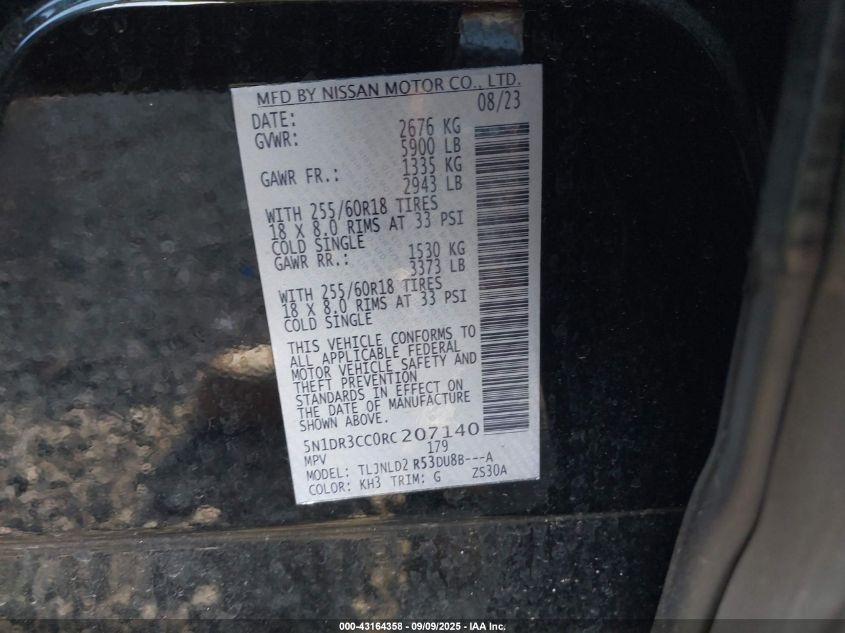 MFD BY NISSAN MOTOR CO., LTD.
DATE: 08/23
GVWR: 2676 KG
5900 LB
GAWR FR.: 1335 KG
2943 LB
WITH 255/60R18 TIRES
18 X 8.0 RIMS AT 33 PSI
COLD SINGLE
GAWR RR.: 1530 KG
3373 LB
WITH 255/60R18 TIRES
18 X 8.0 RIMS AT 33 PSI
COLD SINGLE
THIS VEHICLE CONFORMS TO
ALL APPLICABLE FEDERAL
MOTOR VEHICLE SAFETY AND
THEFT PREVENTION
STANDARDS IN EFFECT ON
THE DATE OF MANUFACTURE
SHOWN ABOVE.
5N1DR3CC0RC207140
MPV 179
MODEL: TLJNLD2 R53DU8B---A
COLOR: KH3 TRIM: G ZS30A
000-43164358 - 09/09/2025 - IAA Inc.